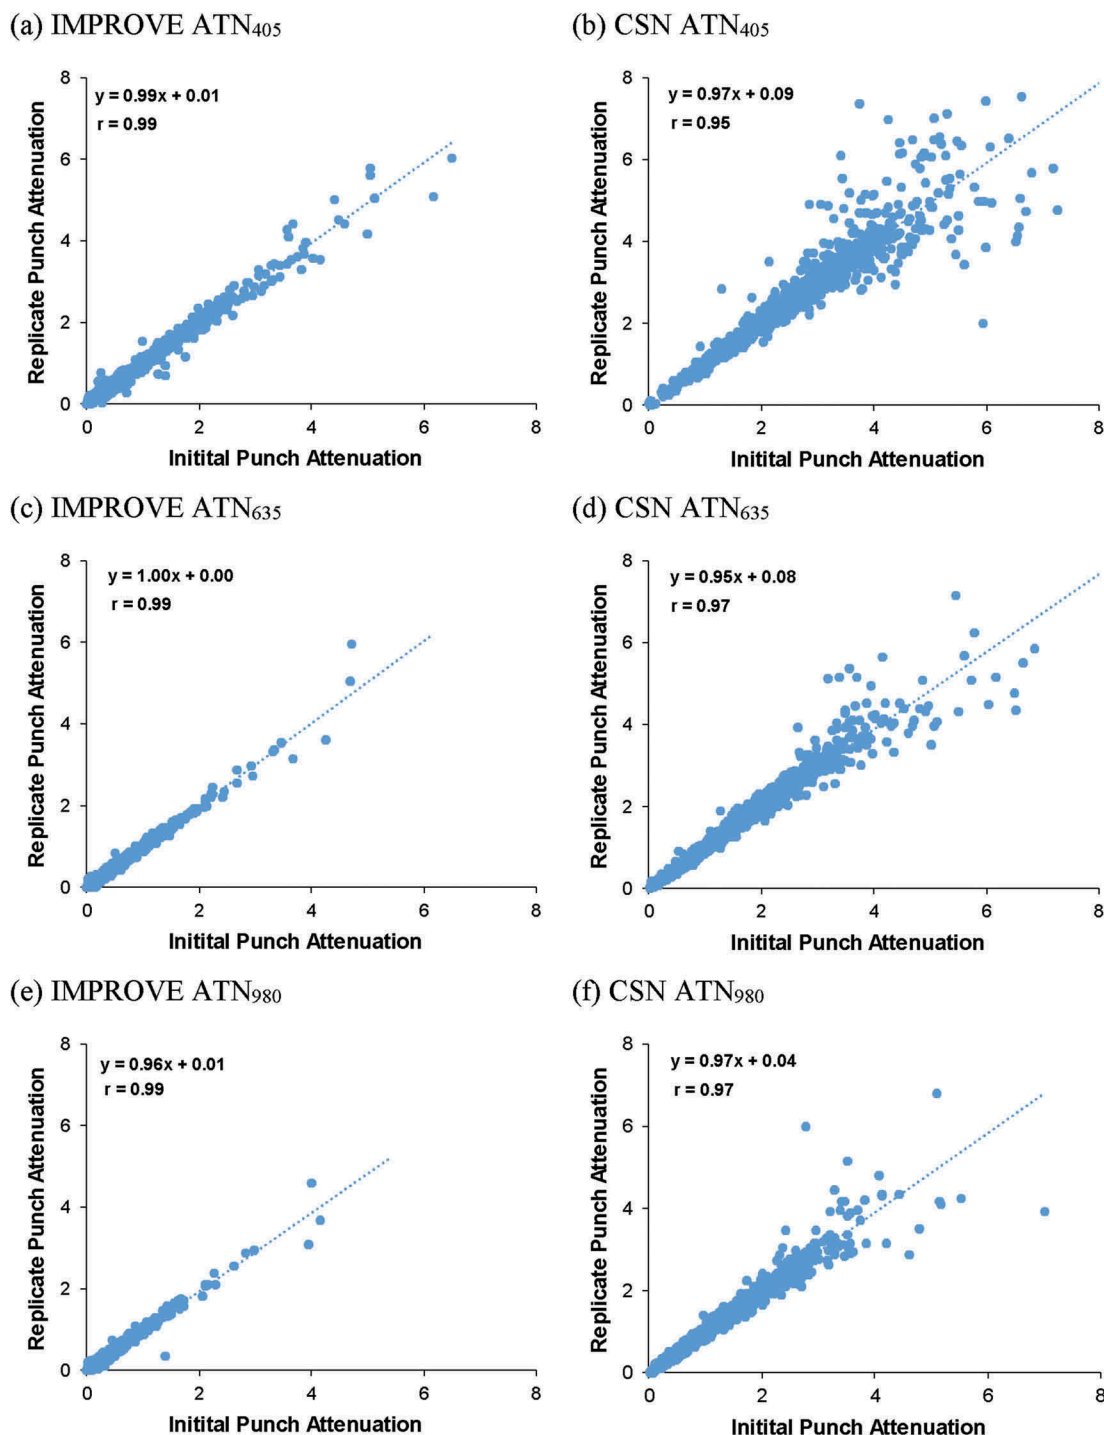 (a) IMPROVE ATN405
(b) CSN ATN405
y = 0.99x + 0.01
r = 0.99
Replicate Punch Attenuation
8
6
4
2
0
0 2 4 6 8
Initital Punch Attenuation
y = 0.97x + 0.09
r = 0.95
Replicate Punch Attenuation
8
6
4
2
0
0 2 4 6 8
Initital Punch Attenuation
(c) IMPROVE ATN635
(d) CSN ATN635
y = 1.00x + 0.00
r = 0.99
Replicate Punch Attenuation
8
6
4
2
0
0 2 4 6 8
Initital Punch Attenuation
y = 0.95x + 0.08
r = 0.97
Replicate Punch Attenuation
8
6
4
2
0
0 2 4 6 8
Initital Punch Attenuation
(e) IMPROVE ATN980
(f) CSN ATN980
y = 0.96x + 0.01
r = 0.99
Replicate Punch Attenuation
8
6
4
2
0
0 2 4 6 8
Initital Punch Attenuation
y = 0.97x + 0.04
r = 0.97
Replicate Punch Attenuation
8
6
4
2
0
0 2 4 6 8
Initital Punch Attenuation